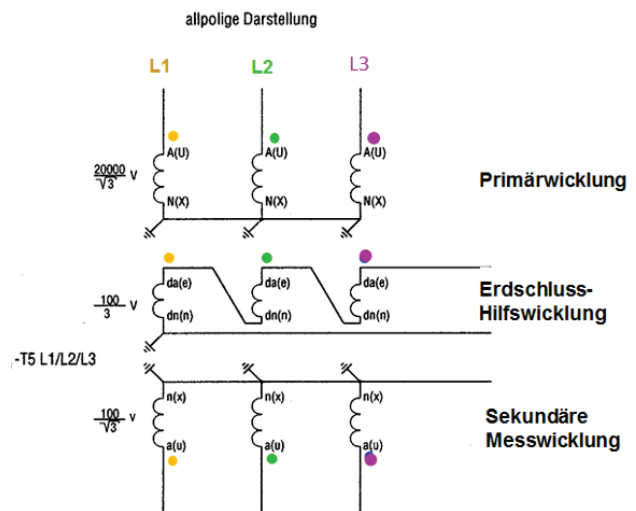 allpolige Darstellung
L1 L2 L3
A(U) A(U) A(U)
20000/√3 V
N(X) N(X) N(X)
Primärwicklung
da(e) da(e) da(e)
100/3 V
dn(n) dn(n) dn(n)
Erdschluss-
Hilfswicklung
-T5 L1/L2/L3
n(x) n(x) n(x)
100/√3 V
a(u) a(u) a(u)
Sekundäre
Messwicklung